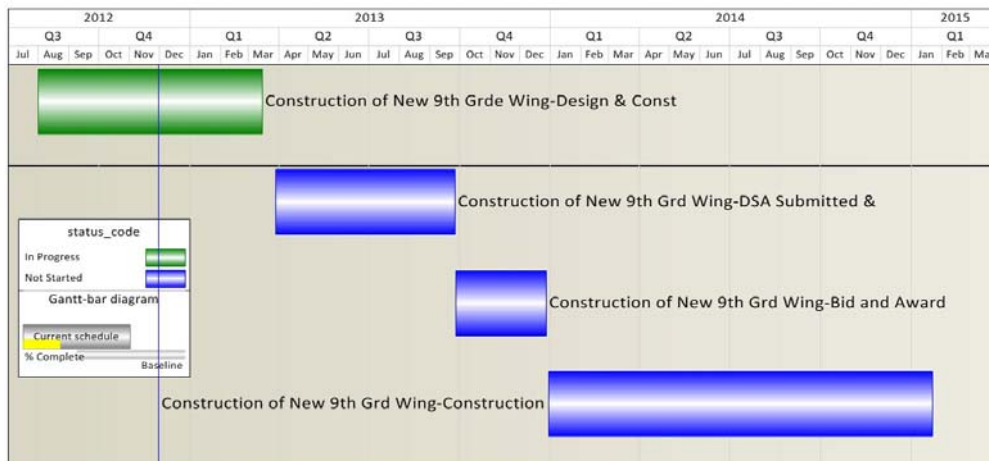 2012 2013 2014 2015
Q3 Q4 Q1 Q2 Q3 Q4 Q1 Q2 Q3 Q4 Q1
Jul Aug Sep Oct Nov Dec Jan Feb Mar Apr May Jun Jul Aug Sep Oct Nov Dec Jan Feb Mar Apr May Jun Jul Aug Sep Oct Nov Dec Jan Feb Ma
Construction of New 9th Grde Wing-Design & Const
Construction of New 9th Grd Wing-DSA Submitted &
status_code
In Progress
Not Started
Gantt-bar diagram
Current schedule
% Complete
Baseline
Construction of New 9th Grd Wing-Bid and Award
Construction of New 9th Grd Wing-Construction